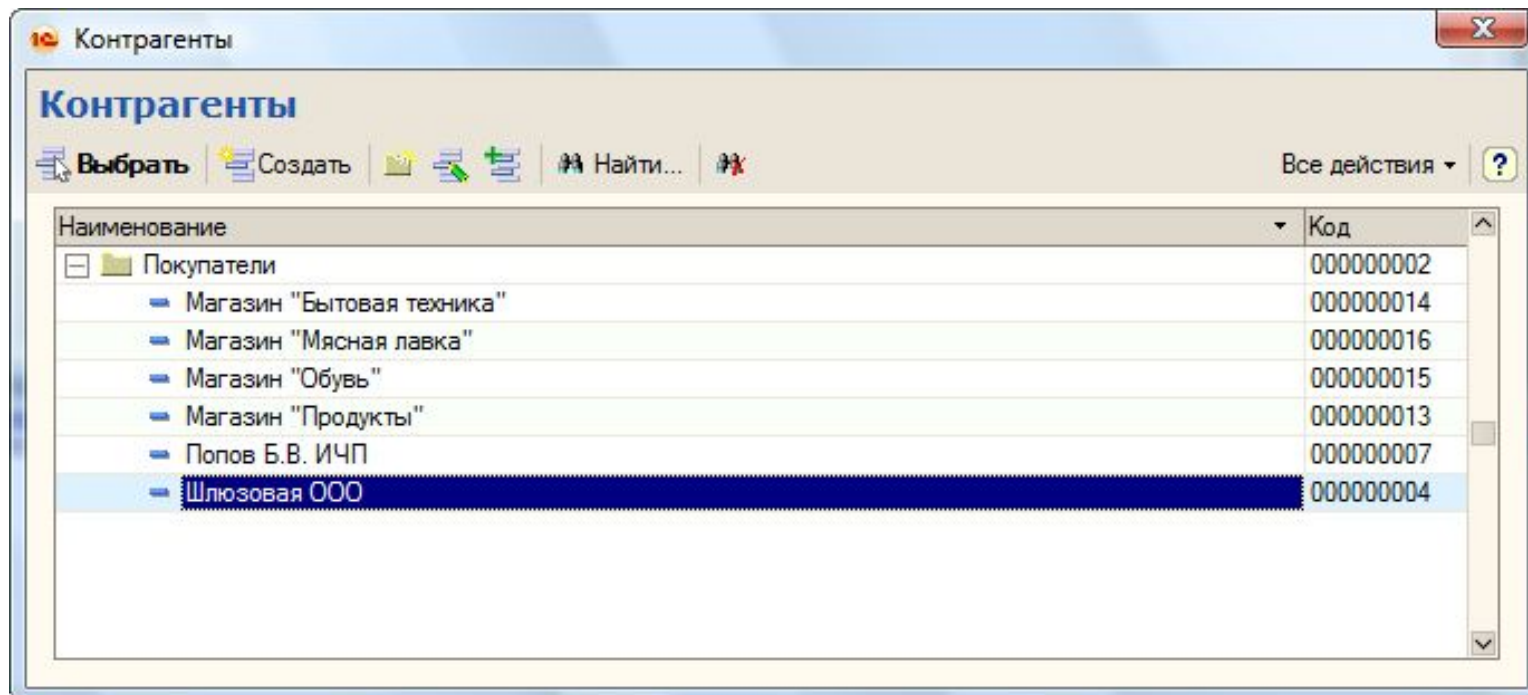 1С Контрагенты
Контрагенты
Выбрать Создать Найти... Все действия ?
Наименование Код
Покупатели 000000002
Магазин "Бытовая техника" 000000014
Магазин "Мясная лавка" 000000016
Магазин "Обувь" 000000015
Магазин "Продукты" 000000013
Попов Б.В. ИЧП 000000007
Шлюзовая ООО 000000004